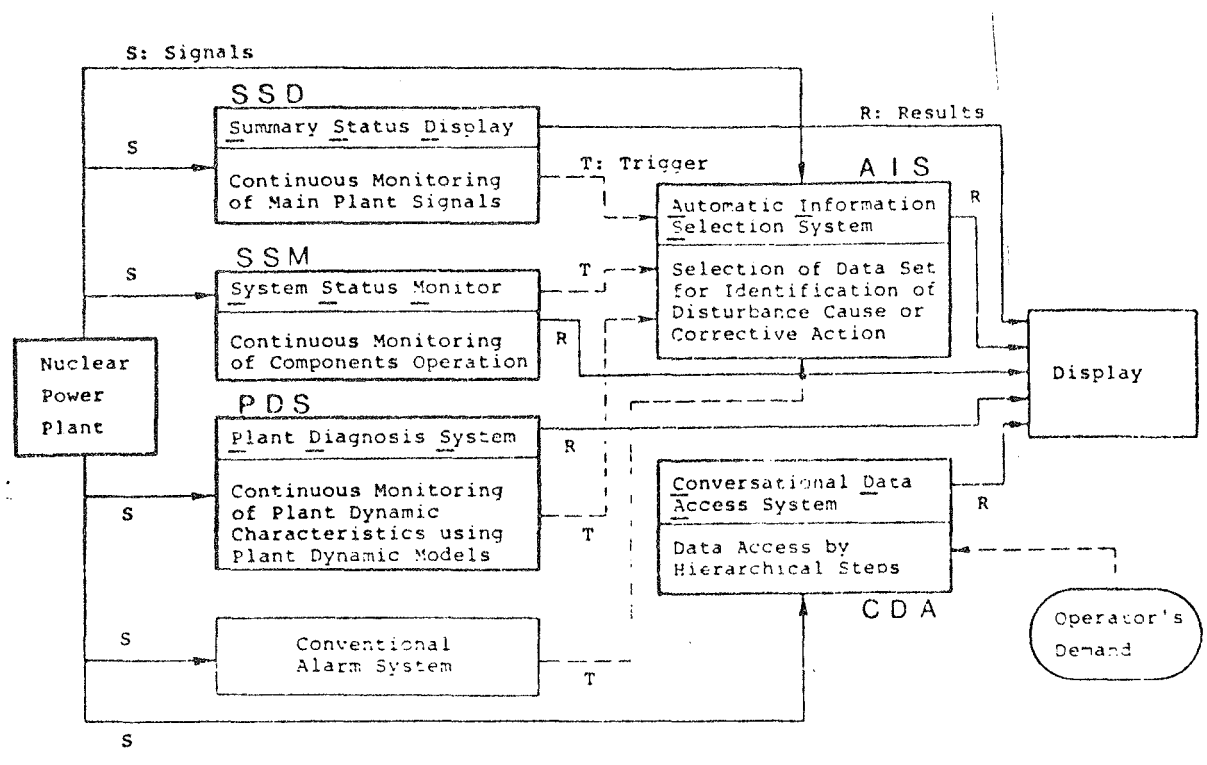 S: Signals
SSD
Summary Status Display
Continuous Monitoring
of Main Plant Signals
S
R: Results
T: Trigger
AIS
Automatic Information
Selection System
Selection of Data Set
for Identification of
Disturbance Cause or
Corrective Action
R
SSM
System Status Monitor
Continuous Monitoring
of Components Operation
S
T
R
Nuclear
Power
Plant
Display
PDS
Plant Diagnosis System
Continuous Monitoring
of Plant Dynamic
Characteristics using
Plant Dynamic Models
S
R
T
Conversational Data
Access System
Data Access by
Hierarchical Steps
CDA
R
Operator's
Demand
Conventional
Alarm System
S
T
S